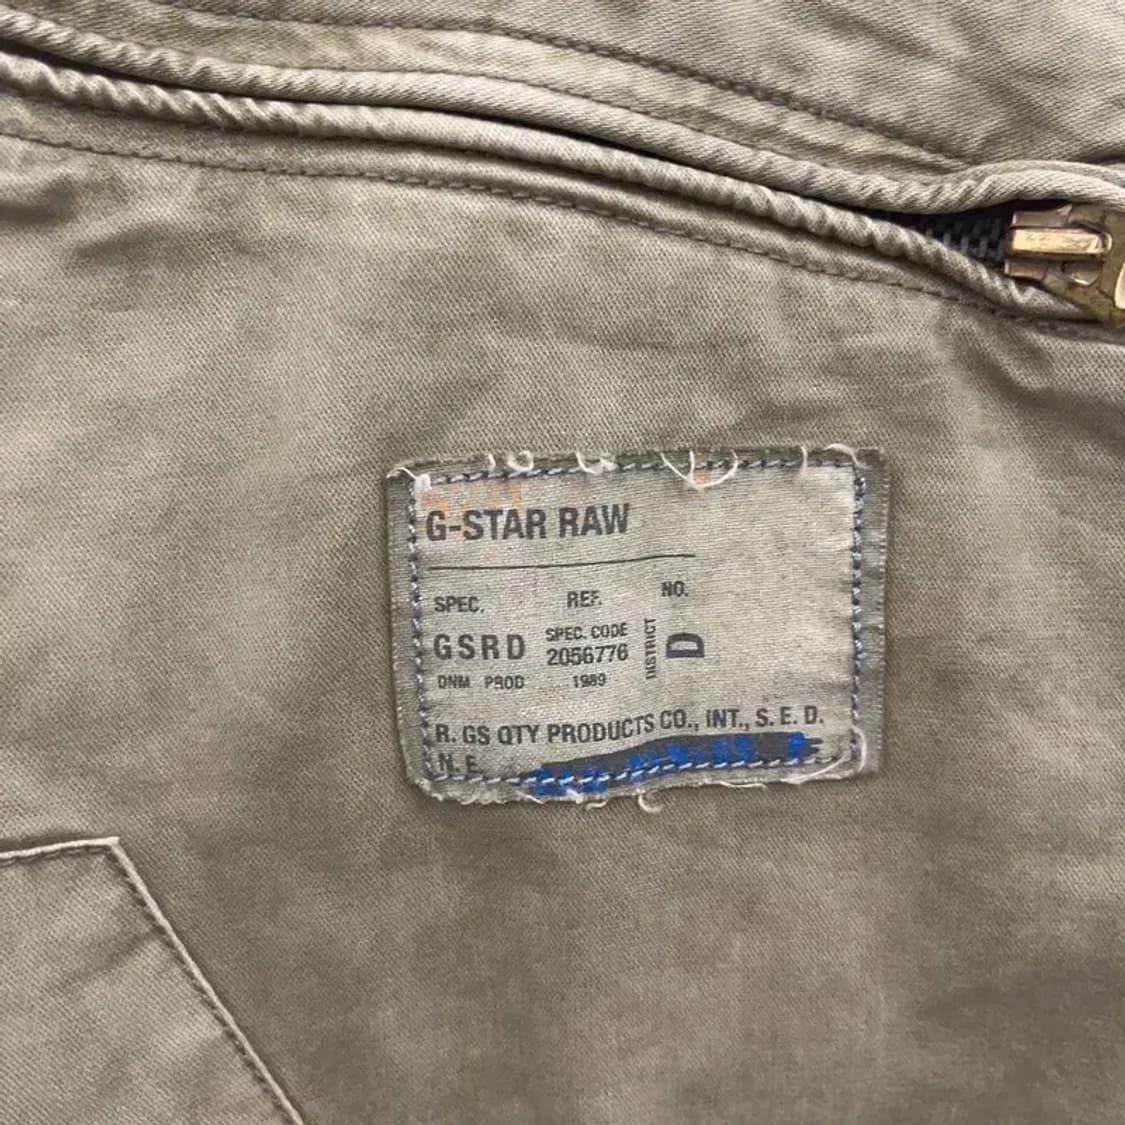 G-STAR RAW
SPEC. REF. NO.
GSRD SPEC. CODE 2056776 DISTRICT D
DNM PROD 1989
R. GS QTY PRODUCTS CO., INT., S. E. D.
N. E.